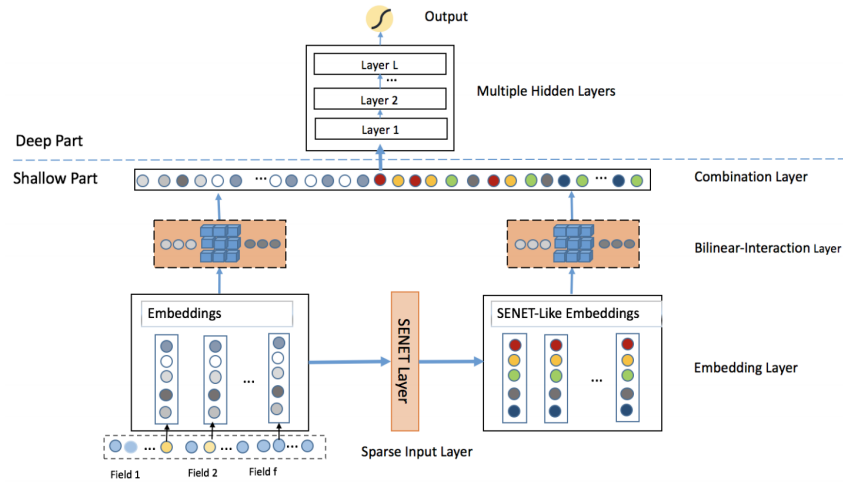 Output
Layer L
...
Layer 2
Layer 1
Multiple Hidden Layers
Deep Part
Shallow Part
...
...
Combination Layer
Bilinear-Interaction Layer
Embeddings
...
SENET Layer
SENET-Like Embeddings
...
Embedding Layer
... ... ...
Sparse Input Layer
Field 1
Field 2
Field f